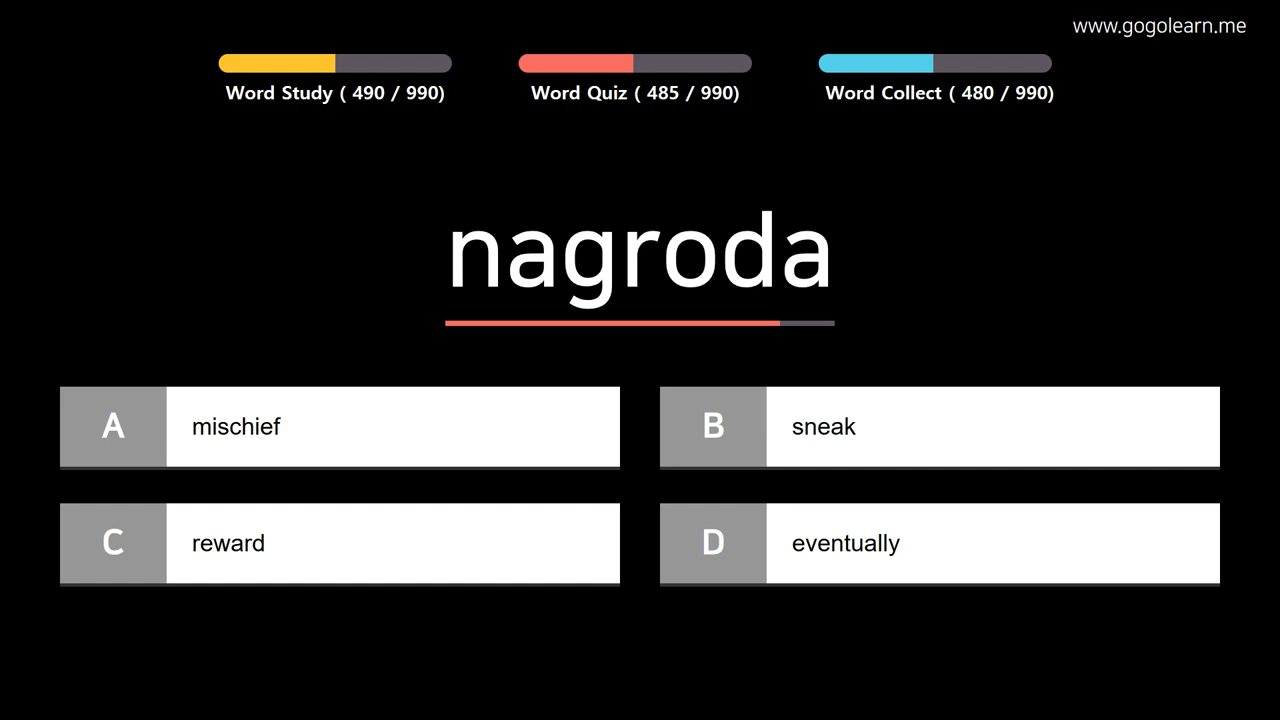 www.gogolearn.me
Word Study ( 490 / 990)
Word Quiz ( 485 / 990)
Word Collect ( 480 / 990)
nagroda
A mischief
B sneak
C reward
D eventually